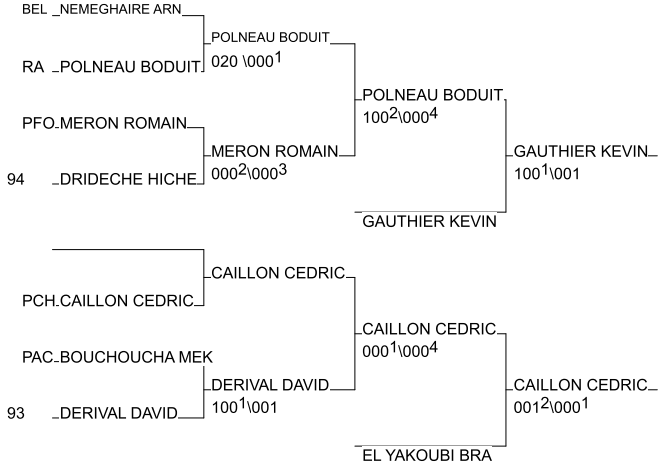 BEL NEMEGHAIRE ARN
POLNEAU BODUIT
020 \000¹
RA POLNEAU BODUIT
POLNEAU BODUIT
100²\000⁴
PFO MERON ROMAIN
MERON ROMAIN
000²\000³
GAUTHIER KEVIN
100¹\001
94 DRIDECHE HICHE
GAUTHIER KEVIN
CAILLON CEDRIC
PCH CAILLON CEDRIC
CAILLON CEDRIC
000¹\000⁴
PAC BOUCHOUCHA MEK
DERIVAL DAVID
100¹\001
CAILLON CEDRIC
001²\000¹
93 DERIVAL DAVID
EL YAKOUBI BRA